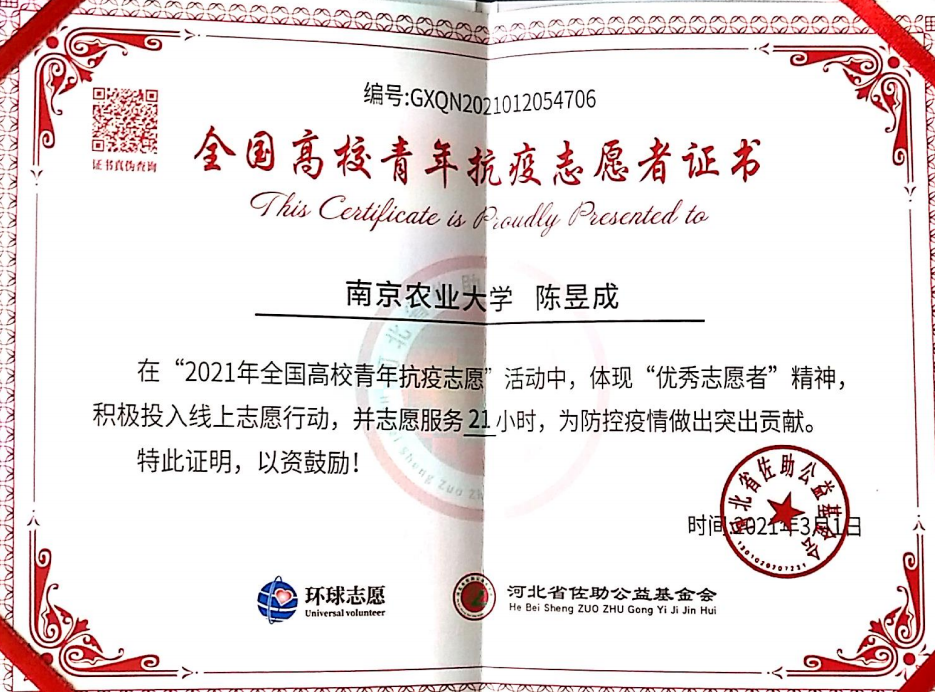 编号:GXQN2021012054706
证书真伪查询
全国高校青年抗疫志愿者证书
This Certificate is Proudly Presented to
南京农业大学 陈昱成
在“2021年全国高校青年抗疫志愿”活动中，体现“优秀志愿者”精神，
积极投入线上志愿行动，并志愿服务21小时，为防控疫情做出突出贡献。
特此证明，以资鼓励！
河北省佐助公益基金会
时间:2021年3月1日
环球志愿
Universal volunteer
河北省佐助公益基金会
He Bei Sheng ZUO ZHU Gong Yi Ji Jin Hui